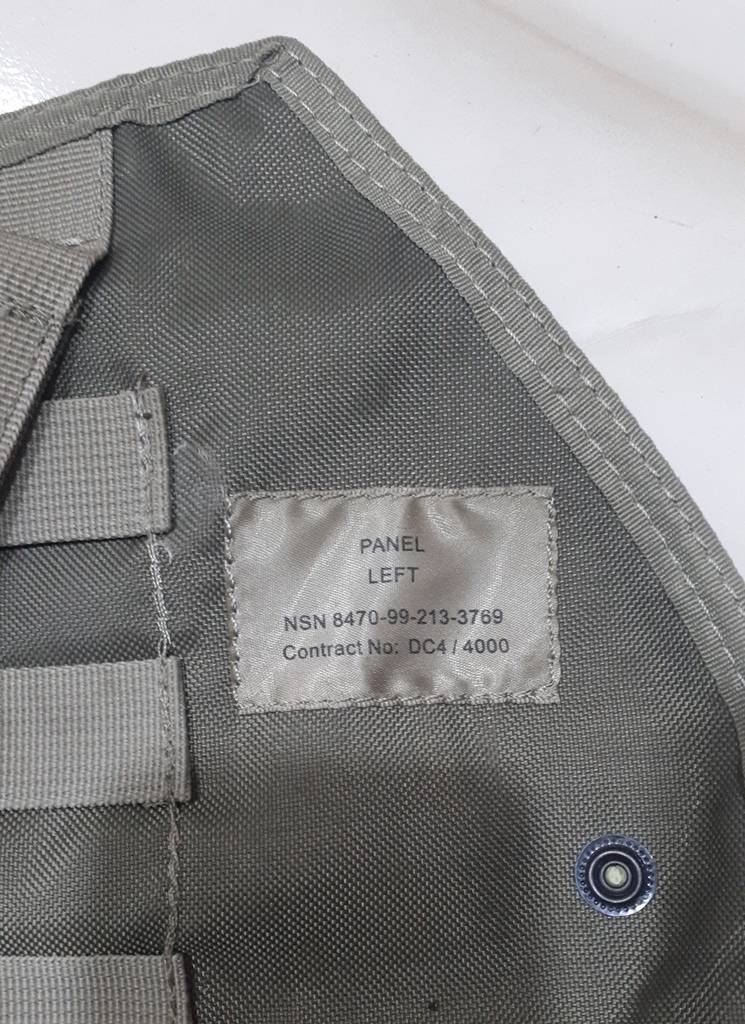 PANEL
LEFT
NSN 8470-99-213-3769
Contract No: DC4 / 4000